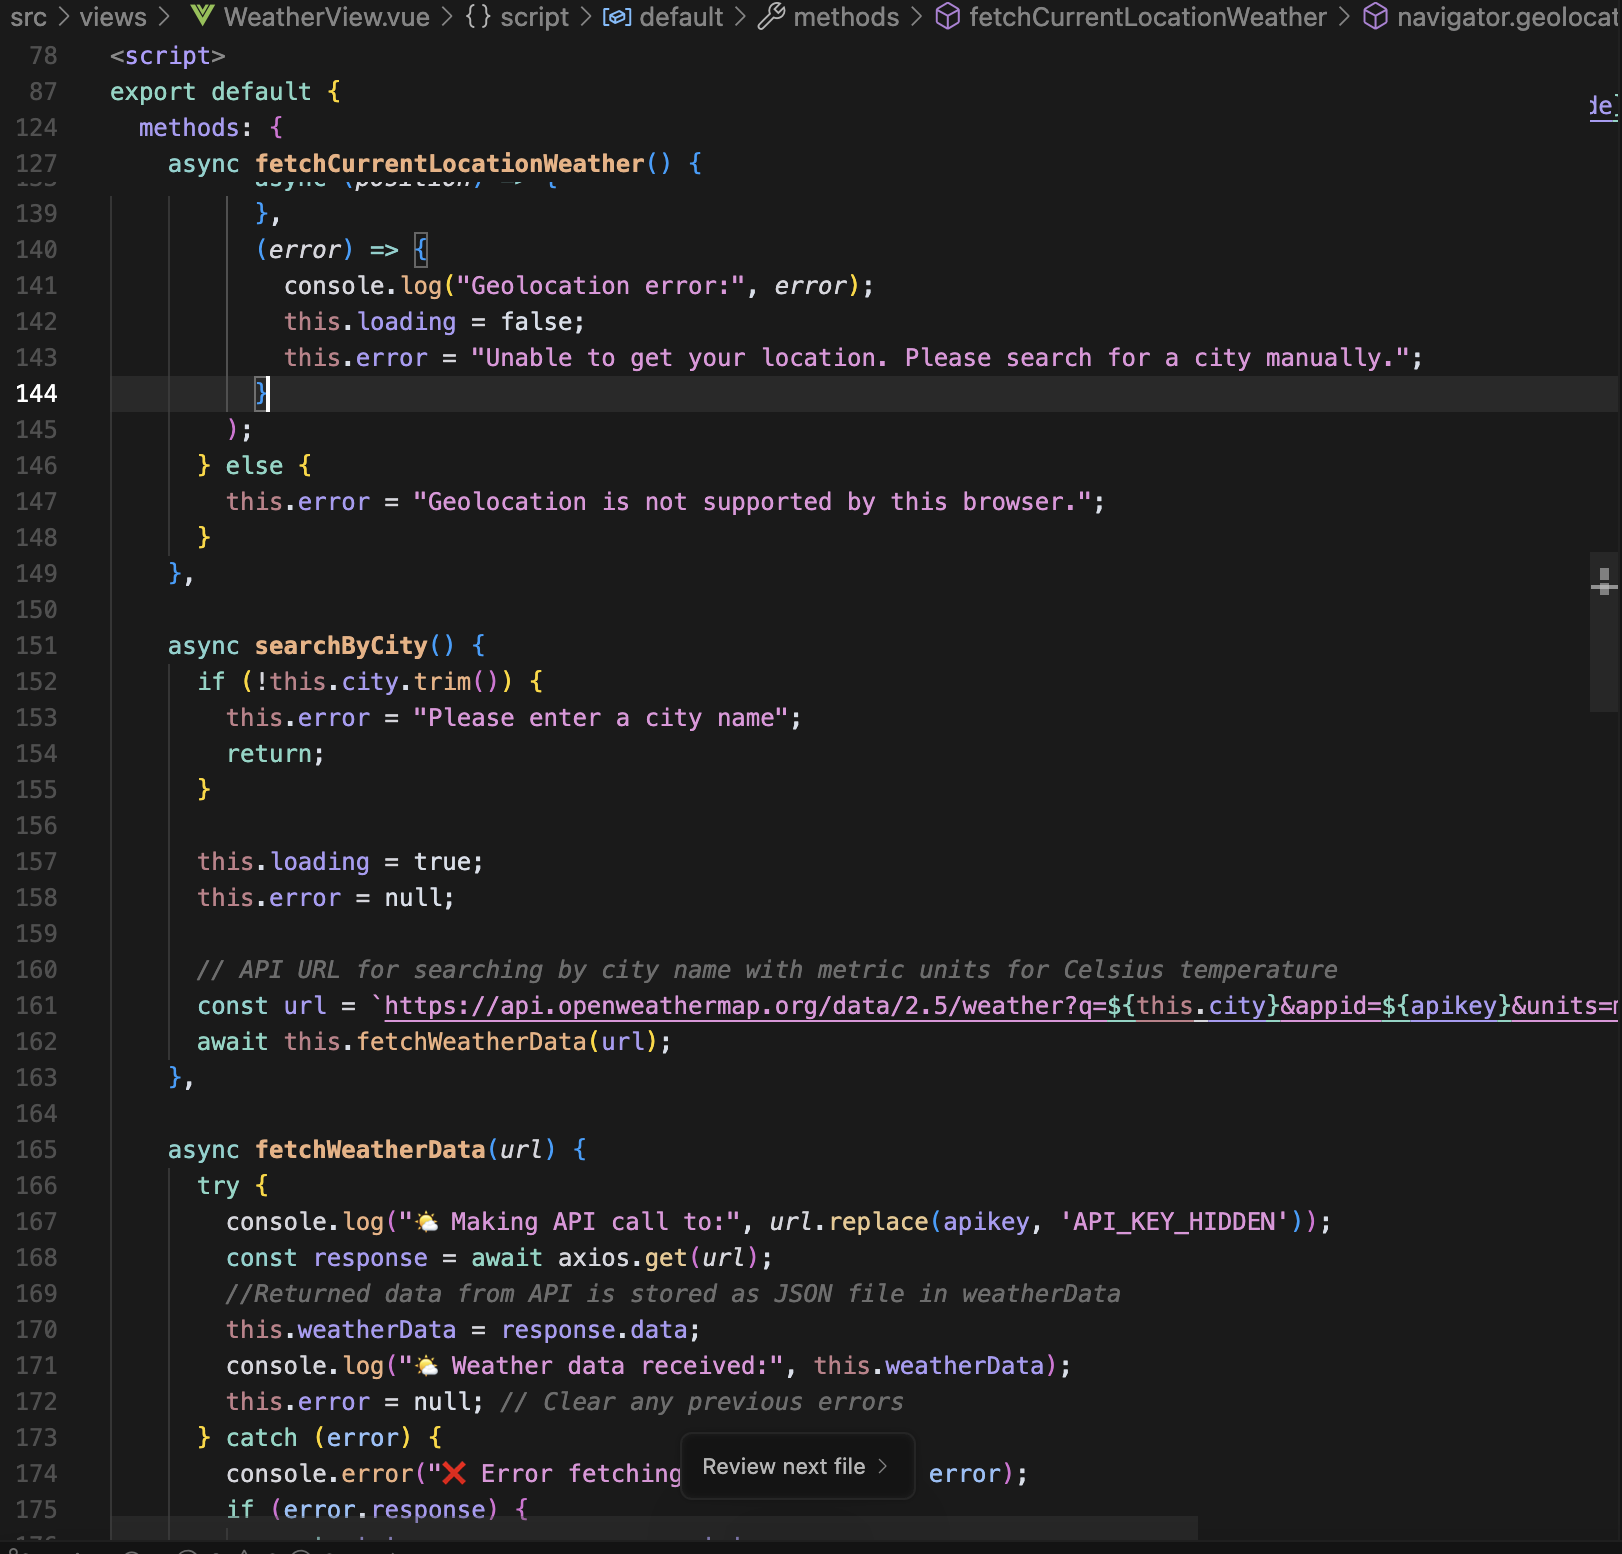 src > views > WeatherView.vue > {} script > default > methods > fetchCurrentLocationWeather > navigator.geolocat
78 <script>
87 export default {
124 methods: {
127 async fetchCurrentLocationWeather() {
async (position) => {
139 },
140 (error) => {
141 console.log("Geolocation error:", error);
142 this.loading = false;
143 this.error = "Unable to get your location. Please search for a city manually.";
144 }
145 );
146 } else {
147 this.error = "Geolocation is not supported by this browser.";
148 }
149 },
150
151 async searchByCity() {
152 if (!this.city.trim()) {
153 this.error = "Please enter a city name";
154 return;
155 }
156
157 this.loading = true;
158 this.error = null;
159
160 // API URL for searching by city name with metric units for Celsius temperature
161 const url = `https://api.openweathermap.org/data/2.5/weather?q=${this.city}&appid=${apikey}&units=
162 await this.fetchWeatherData(url);
163 },
164
165 async fetchWeatherData(url) {
166 try {
167 console.log("🌤️ Making API call to:", url.replace(apikey, 'API_KEY_HIDDEN'));
168 const response = await axios.get(url);
169 //Returned data from API is stored as JSON file in weatherData
170 this.weatherData = response.data;
171 console.log("🌤️ Weather data received:", this.weatherData);
172 this.error = null; // Clear any previous errors
173 } catch (error) {
174 console.error("❌ Error fetching error);
Review next file >
175 if (error.response) {